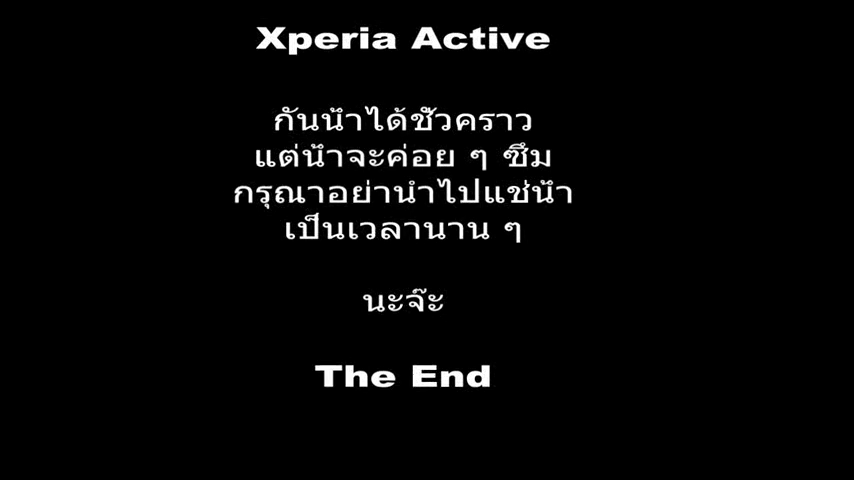 Xperia Active
กันน้ำได้ชั่วคราว
แต่น้ำจะค่อย ๆ ซึม
กรุณาอย่านำไปแช่น้ำ
เป็นเวลานาน ๆ
นะจ๊ะ
The End